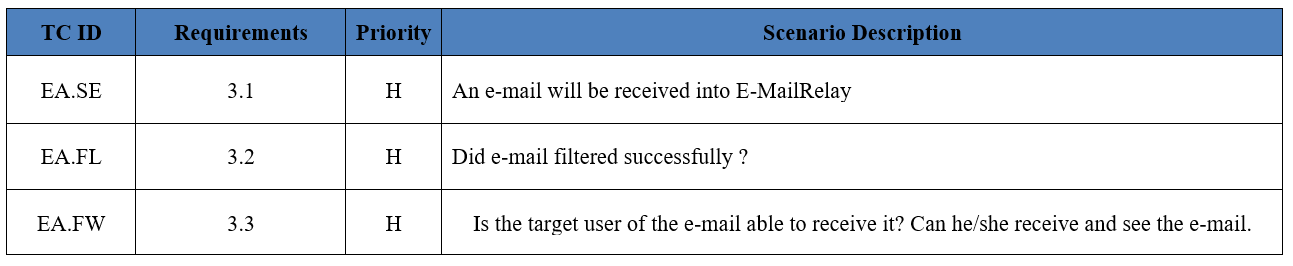 TC ID Requirements Priority Scenario Description
EA.SE 3.1 H An e-mail will be received into E-MailRelay
EA.FL 3.2 H Did e-mail filtered successfully ?
EA.FW 3.3 H Is the target user of the e-mail able to receive it? Can he/she receive and see the e-mail.